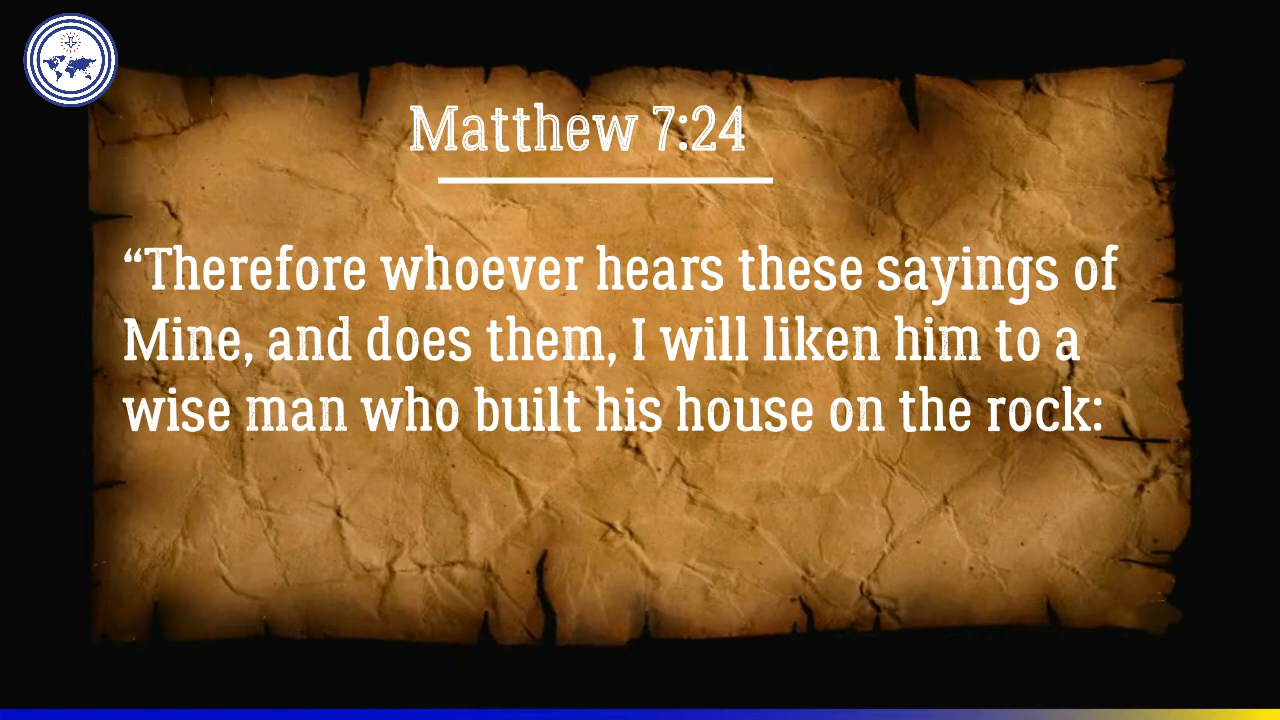 Matthew 7:24
“Therefore whoever hears these sayings of
Mine, and does them, I will liken him to a
wise man who built his house on the rock: